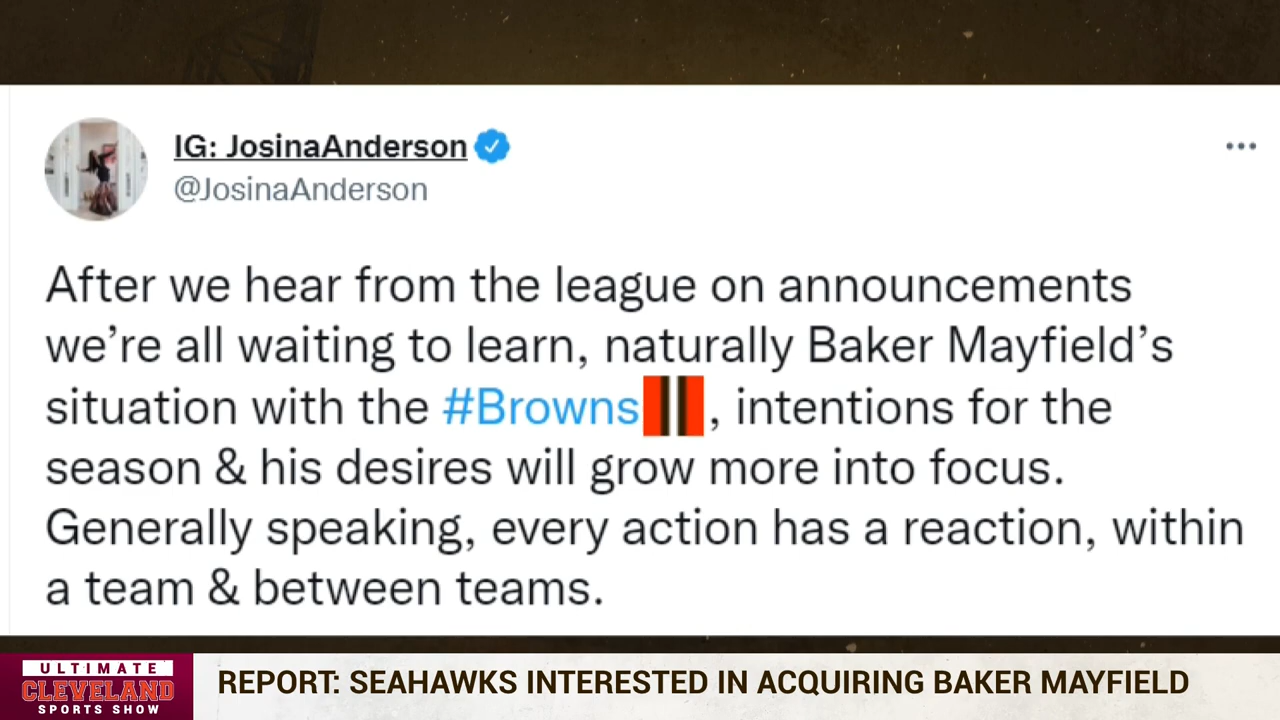 IG: JosinaAnderson
@JosinaAnderson
After we hear from the league on announcements
we’re all waiting to learn, naturally Baker Mayfield’s
situation with the #Browns, intentions for the
season & his desires will grow more into focus.
Generally speaking, every action has a reaction, within
a team & between teams.
ULTIMATE
CLEVELAND
SPORTS SHOW
REPORT: SEAHAWKS INTERESTED IN ACQUIRING BAKER MAYFIELD